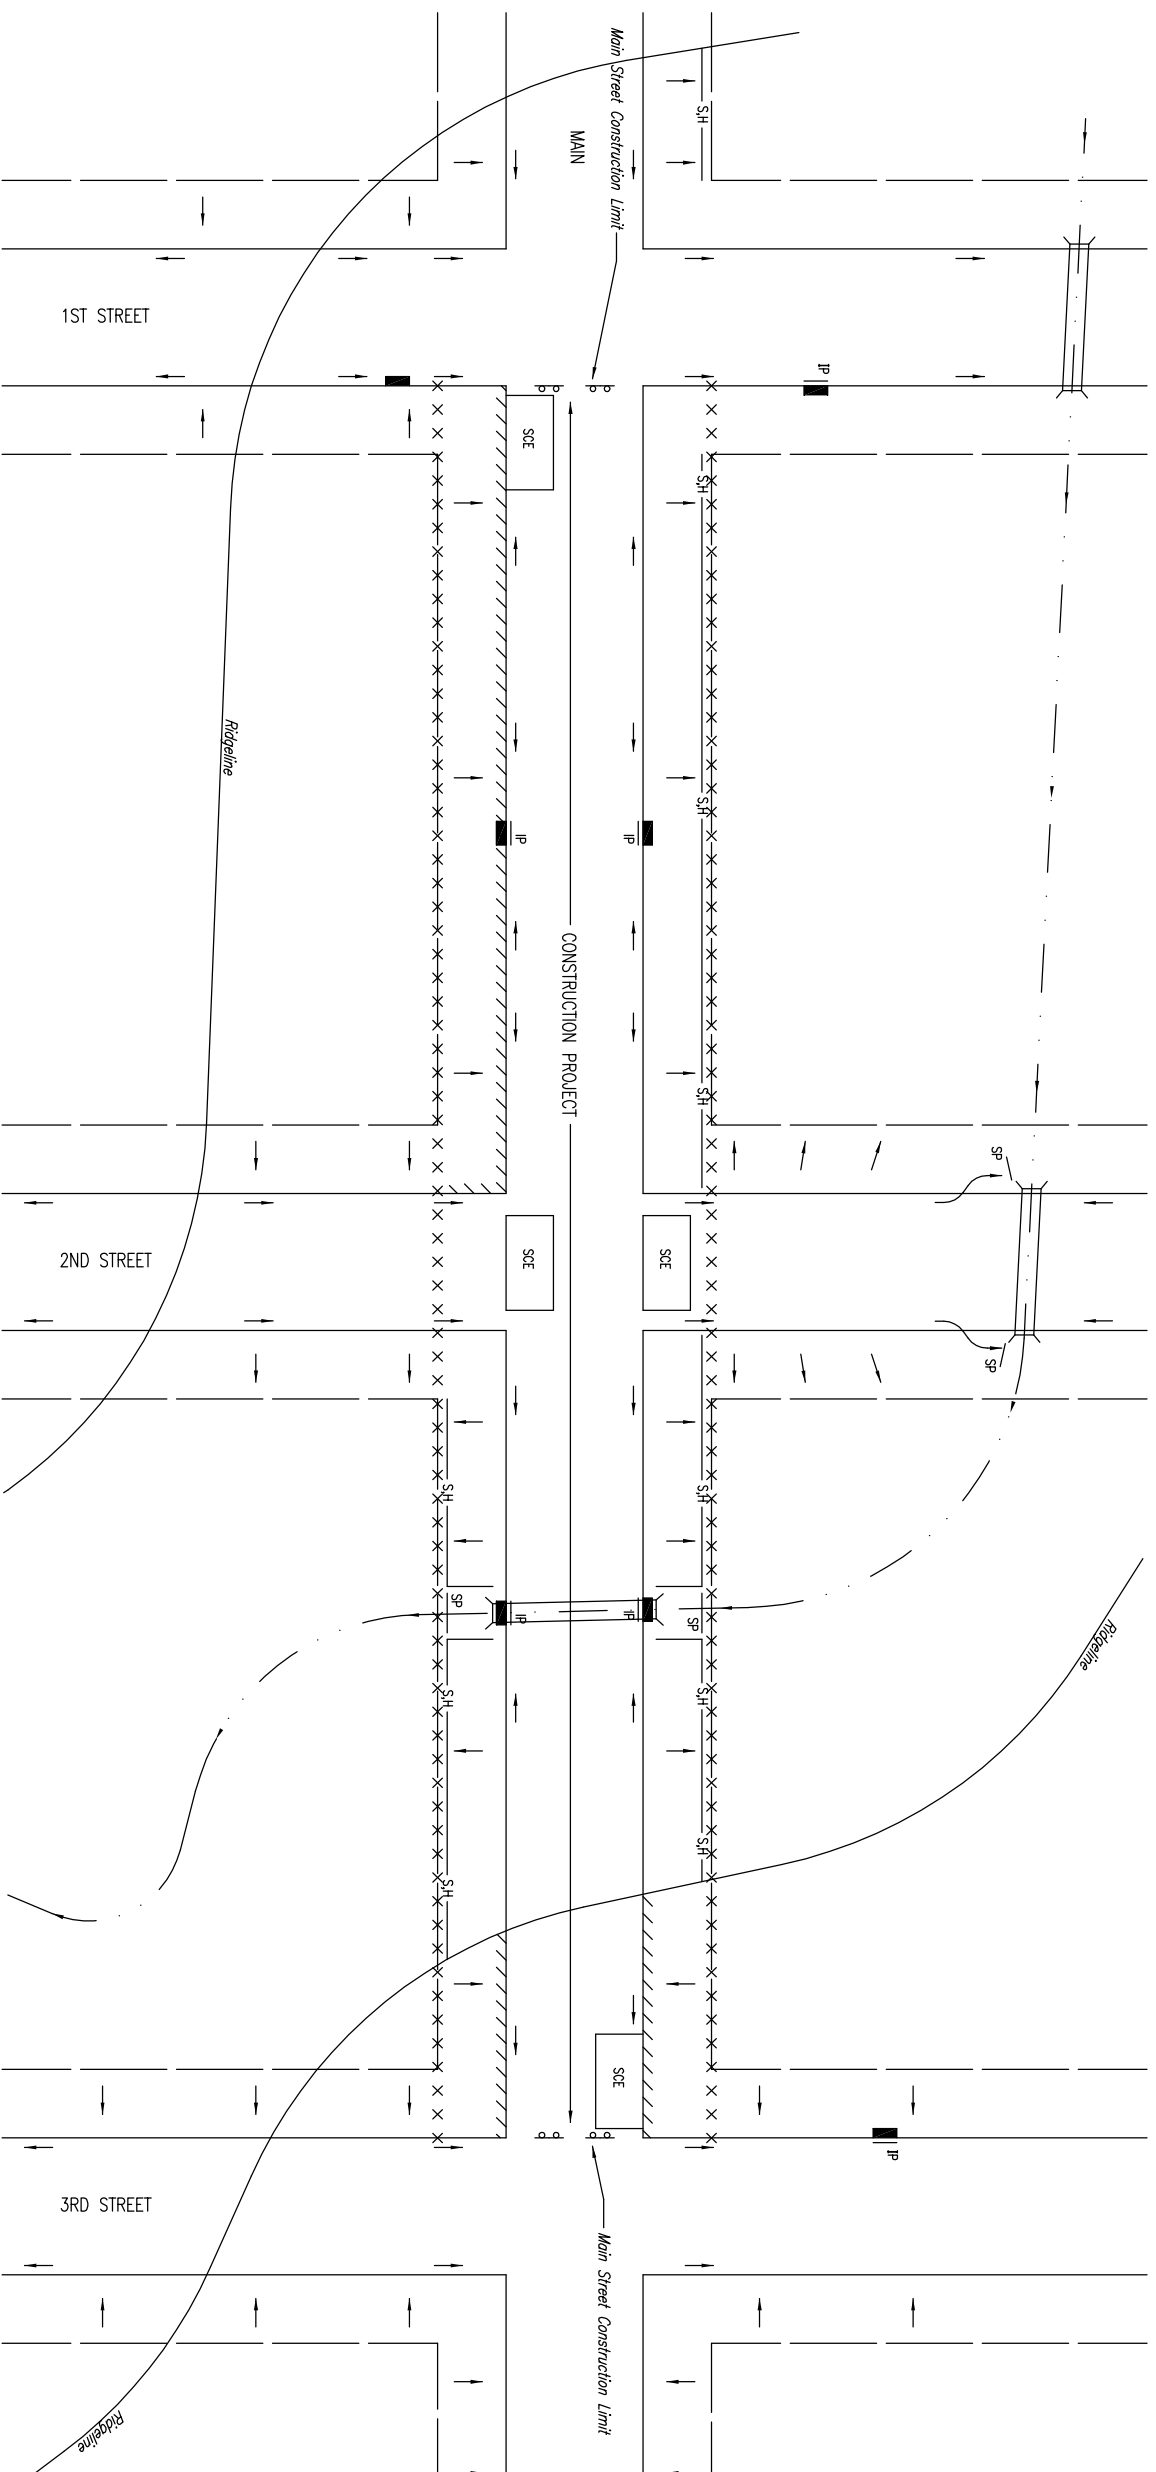 Main Street Construction Limit
MAIN
S,H
1ST STREET
IP
SCE
S,H
Ridgeline
S,H
IP
IP
CONSTRUCTION PROJECT
S,H
SP
2ND STREET
SCE
SCE
SP
S,H
S,H
SP
IP
IP
SP
Ridgeline
S,H
S,H
S,H
S,H
SCE
IP
3RD STREET
Main Street Construction Limit
Ridgeline